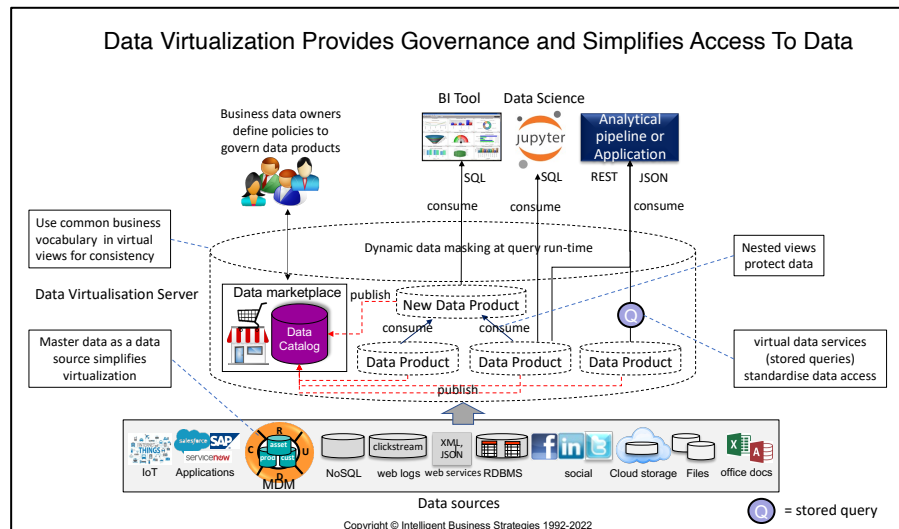 Data Virtualization Provides Governance and Simplifies Access To Data
Business data owners
define policies to
govern data products
BI Tool
Data Science
jupyter
Analytical
pipeline or
Application
SQL
SQL
REST
JSON
consume
consume
consume
Use common business
vocabulary in virtual
views for consistency
Dynamic data masking at query run-time
Nested views
protect data
Data Virtualisation Server
Data marketplace
Data
Catalog
publish
New Data Product
consume
consume
Q
Master data as a data
source simplifies
virtualization
Data Product
Data Product
Data Product
publish
virtual data services
(stored queries)
standardise data access
INTERNET
THINGS
IoT
salesforce
SAP
servicenow
Applications
C
R
U
D
asset
prod
cust
MDM
NoSQL
clickstream
web logs
XML,
JSON
web services
RDBMS
f
in
social
Cloud storage
Files
X
A
office docs
Data sources
Q
= stored query
Copyright © Intelligent Business Strategies 1992-2022